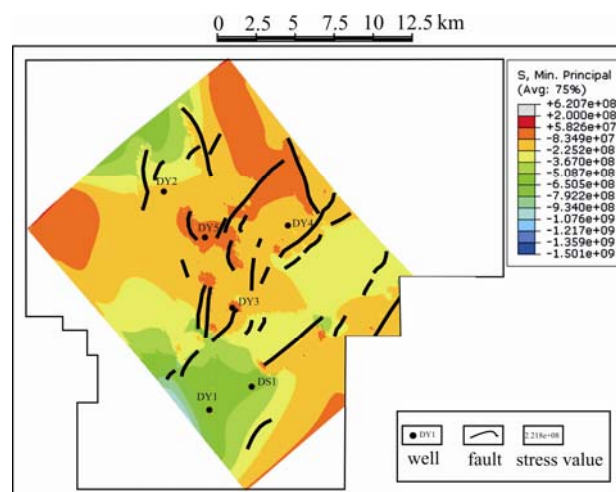 0 2.5 5 7.5 10 12.5 km
S, Min. Principal
(Avg: 75%)
+6.207e+08
+2.000e+08
+5.826e+07
-8.349e+07
-2.252e+08
-3.670e+08
-5.087e+08
-6.505e+08
-7.922e+08
-9.340e+08
-1.076e+09
-1.217e+09
-1.359e+09
-1.501e+09
DY2
DY5
DY4
DY3
DS1
DY1
DY1
2.218e+08
well
fault
stress value